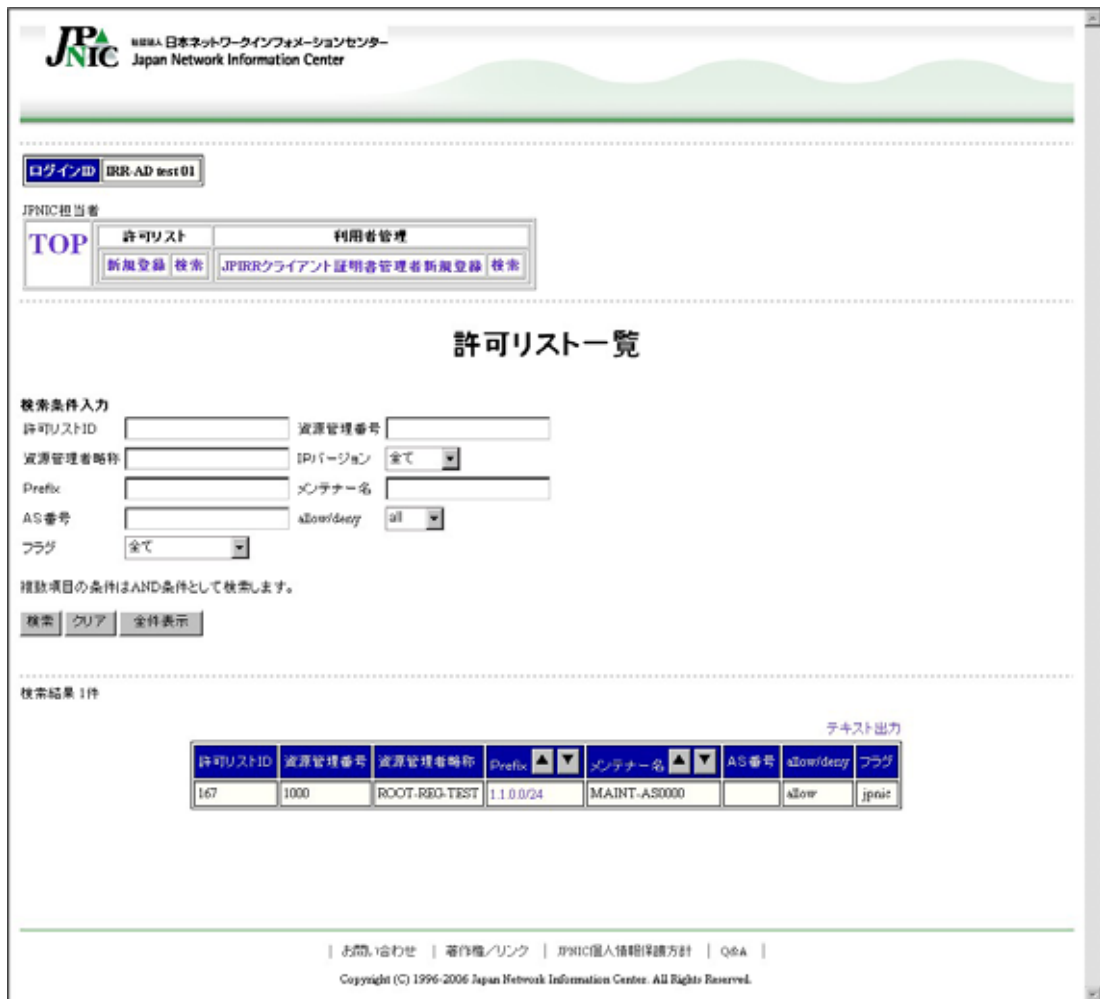 JPNIC 社団法人 日本ネットワークインフォメーションセンター
Japan Network Information Center
ログインID IRR-AD test 01
JPNIC担当者
TOP 許可リスト 利用者管理
新規登録 検索 JPIRRクライアント証明書管理者新規登録 検索
許可リスト一覧
検索条件入力
許可リストID 資源管理番号
資源管理者略称 IPバージョン 全て
Prefix メンテナー名
AS番号 allow/deny all
フラグ 全て
複数項目の条件はAND条件として検索します。
検索 クリア 全件表示
検索結果 1件
テキスト出力
許可リストID 資源管理番号 資源管理者略称 Prefix ▲ ▼ メンテナー名 ▲ ▼ AS番号 allow/deny フラグ
167 1000 ROOT-REG-TEST 1.1.0.0/24 MAINT-AS0000 allow jpnic
| お問い合わせ | 著作権/リンク | JPNIC個人情報保護方針 | Q&A |
Copyright (C) 1996-2006 Japan Network Information Center. All Rights Reserved.